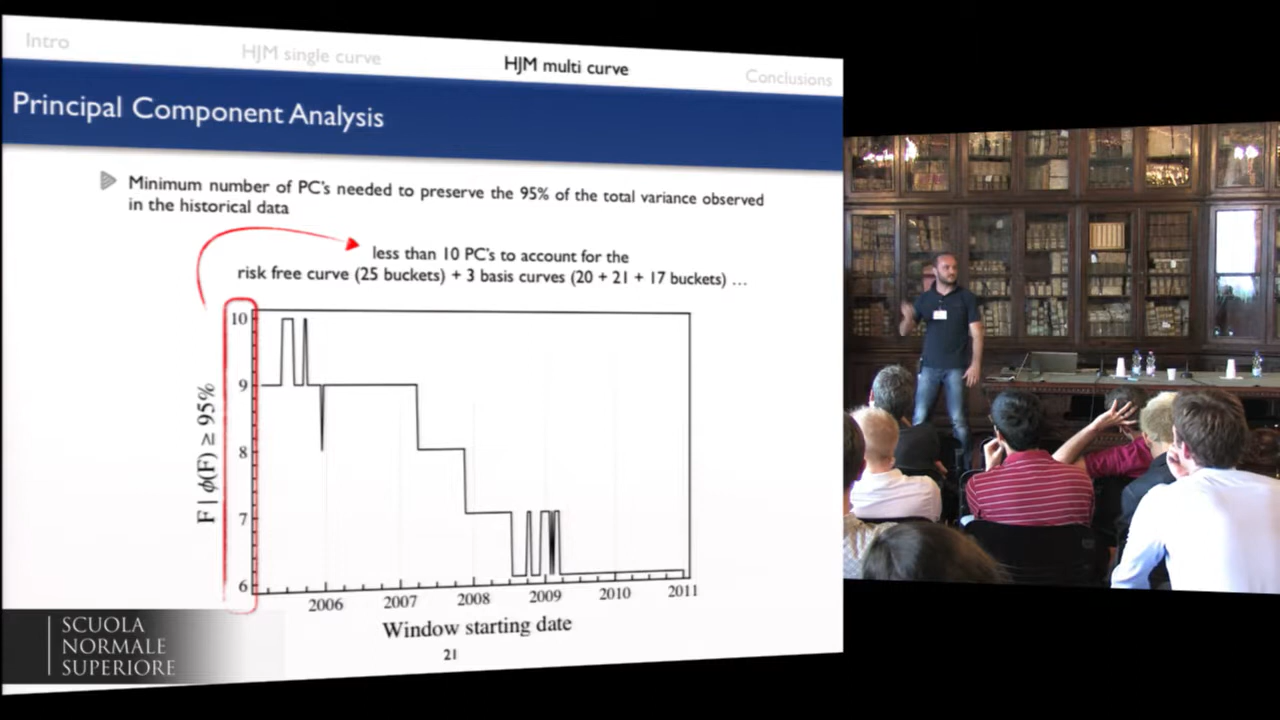 Intro HJM single curve HJM multi curve Conclusions
Principal Component Analysis
Minimum number of PC's needed to preserve the 95% of the total variance observed
in the historical data
less than 10 PC's to account for the
risk free curve (25 buckets) + 3 basis curves (20 + 21 + 17 buckets) ...
F | ϕ(F) ≥ 95%
10
9
8
7
6
2006 2007 2008 2009 2010 2011
Window starting date
21
SCUOLA
NORMALE
SUPERIORE